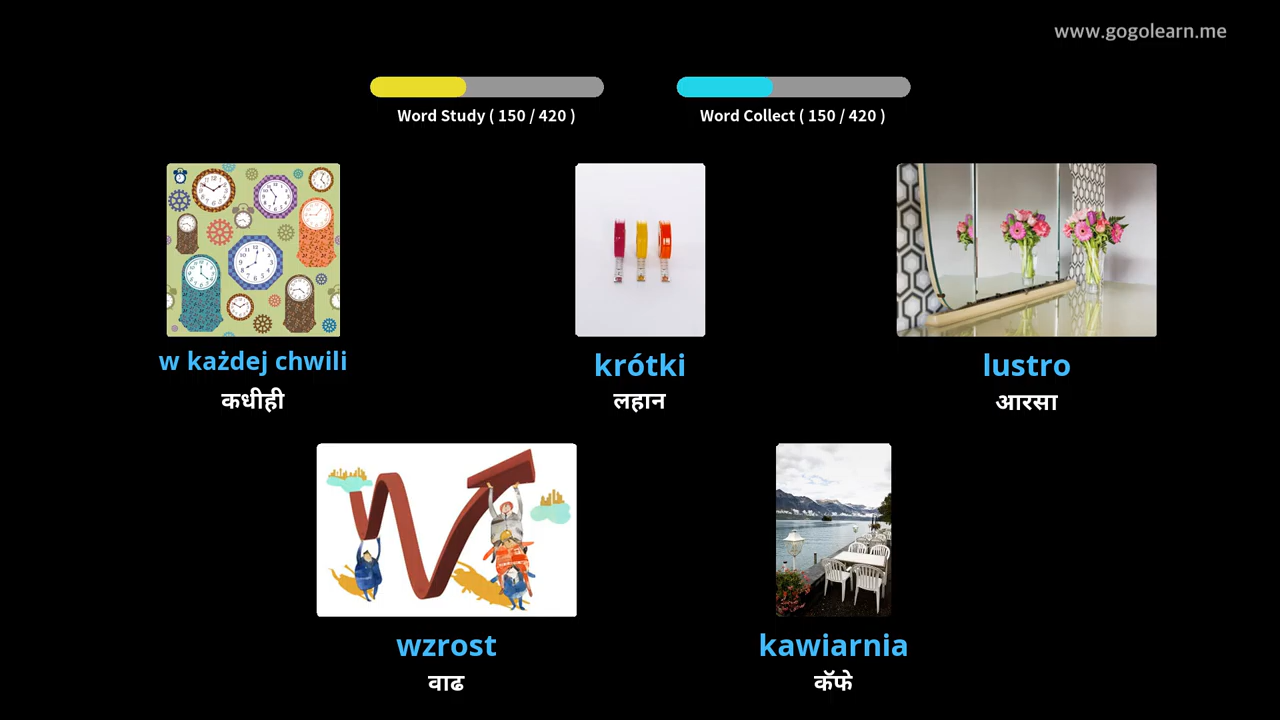 www.gogolearn.me
Word Study ( 150 / 420 )
Word Collect ( 150 / 420 )
w każdej chwili
कधीही
krótki
लहान
lustro
आरसा
wzrost
वाढ
kawiarnia
कॅफे